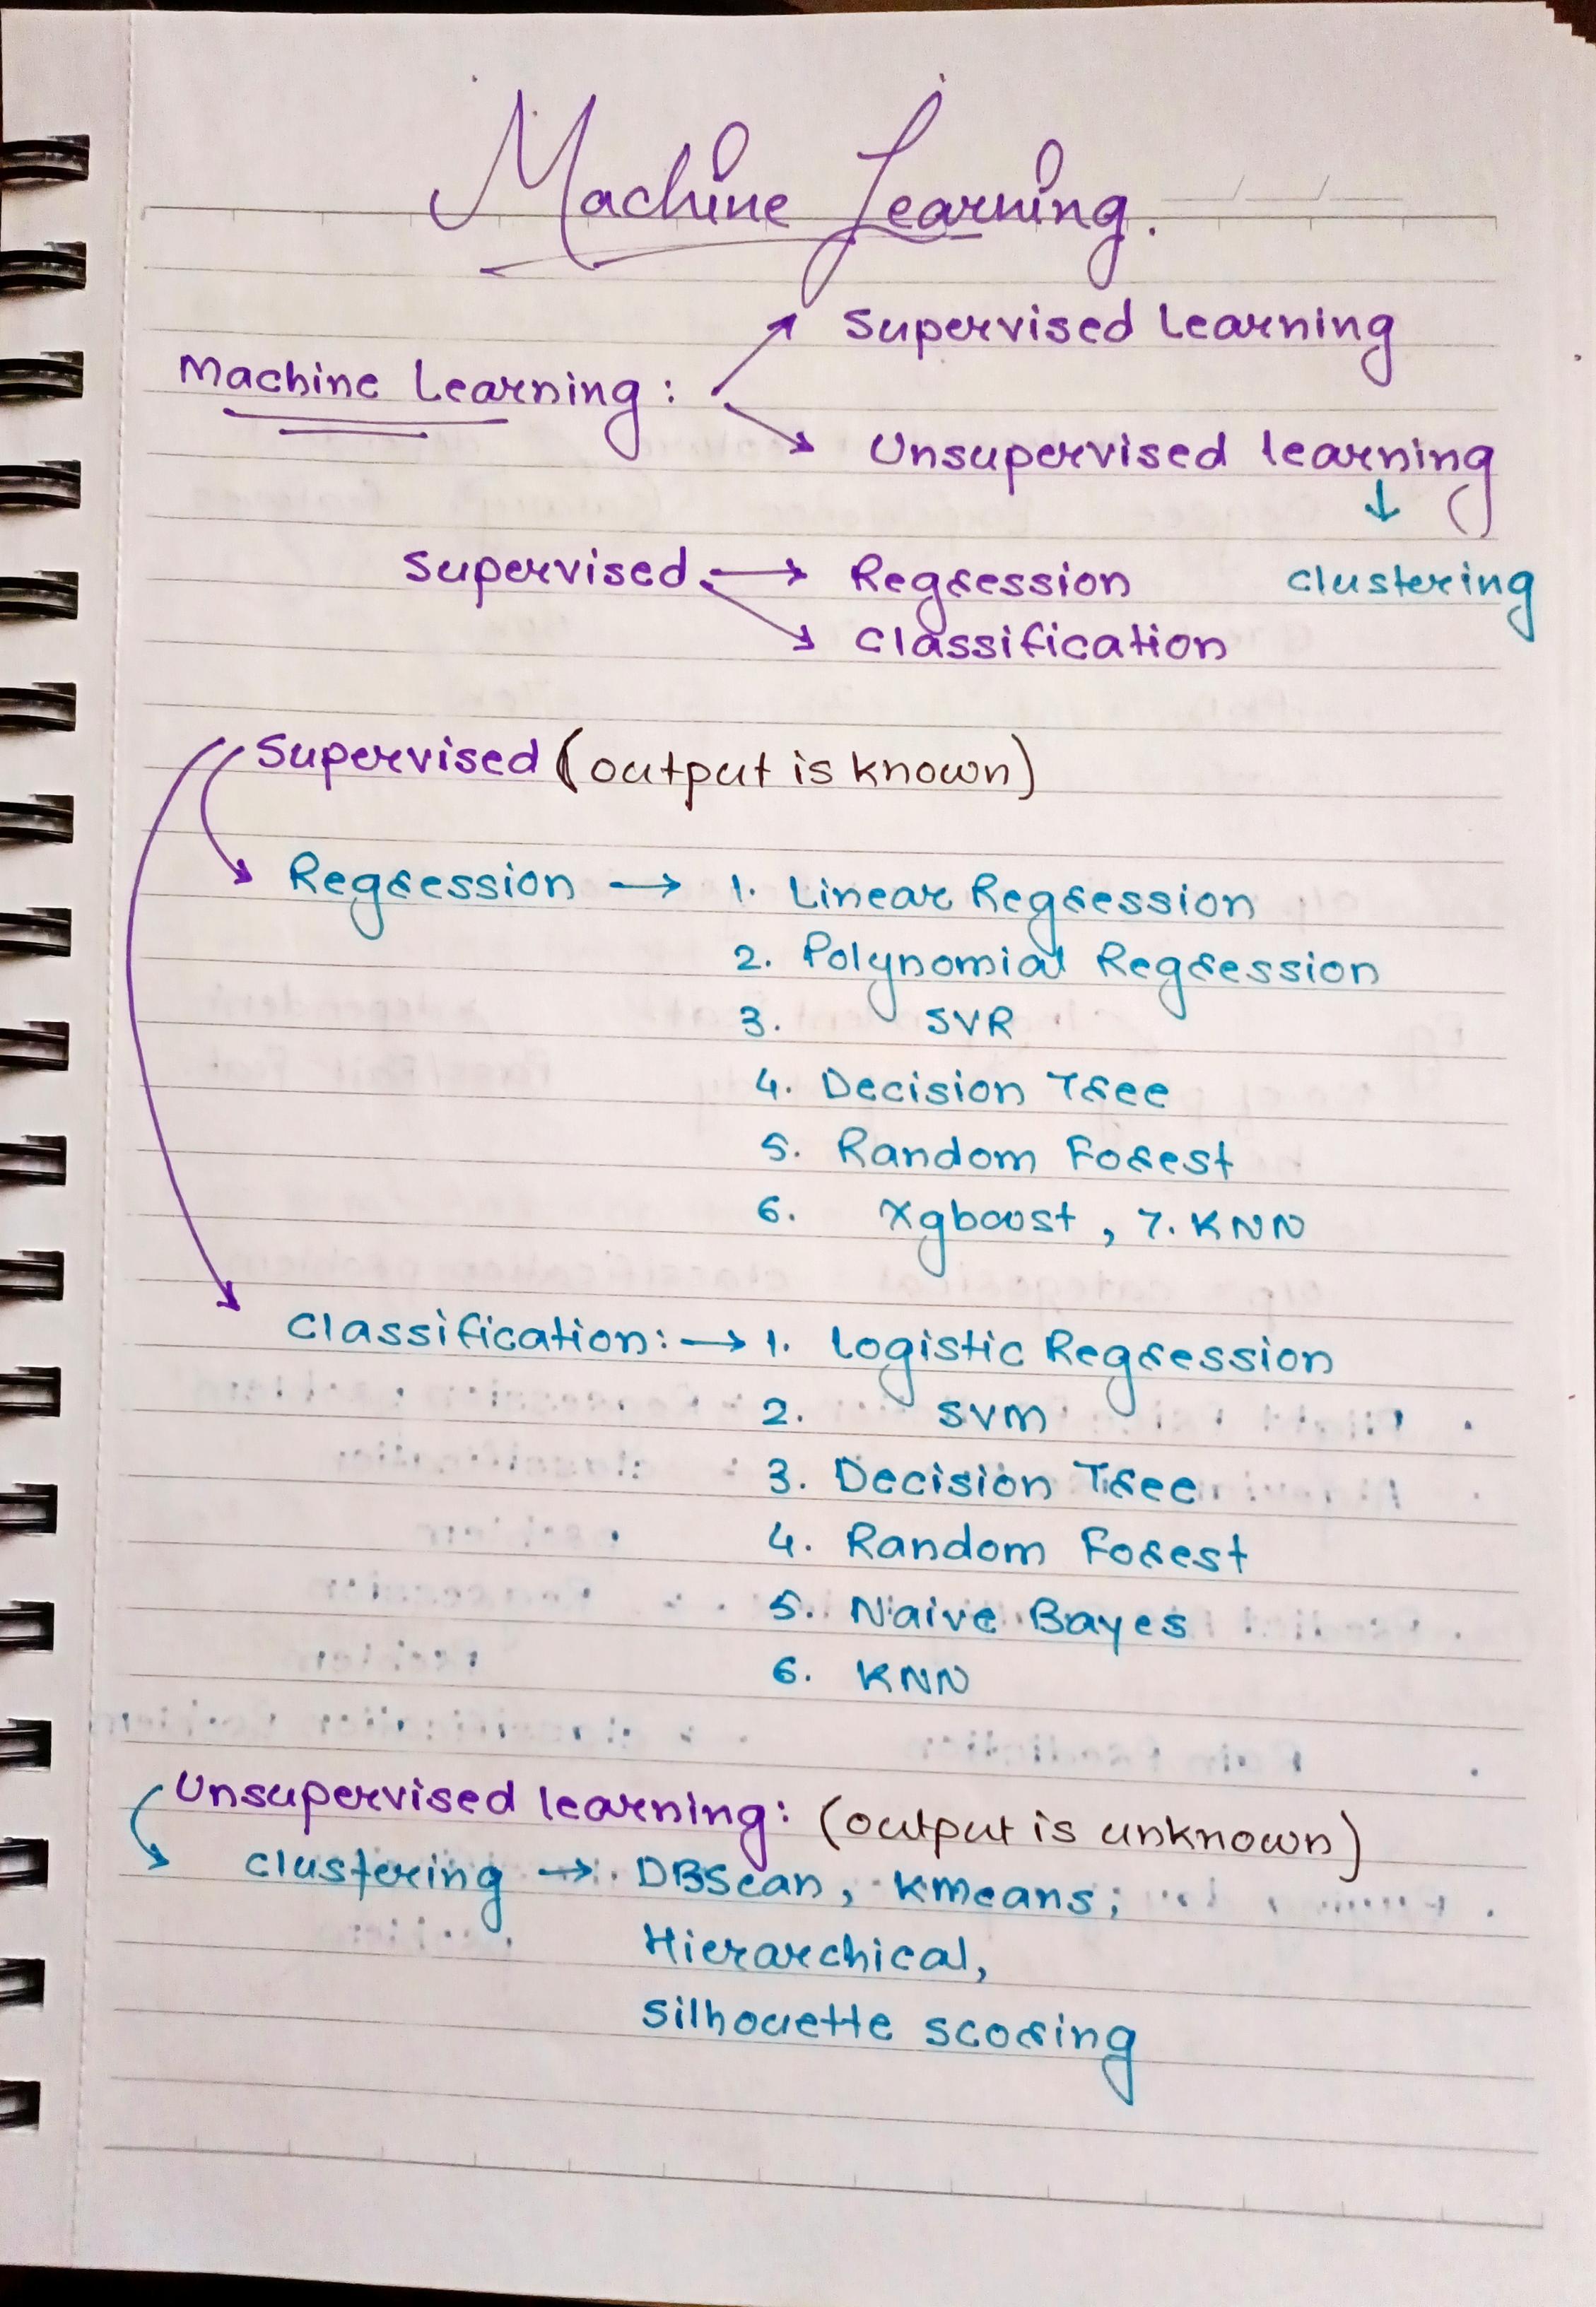 Machine Learning.
Supervised Learning
Machine Learning :
Unsupervised learning
↓
Supervised → Regression clustering
classification
Supervised (output is known)
Regression → 1. Linear Regression
2. Polynomial Regression
3. SVR
4. Decision Tree
5. Random Forest
6. Xgboost , 7. KNN
Classification: → 1. Logistic Regression
2. SVM
3. Decision Tree
4. Random Forest
5. Naive Bayes
6. KNN
Unsupervised learning: (output is unknown)
clustering → DBScan, Kmeans,
Hierarchical,
Silhouette scoring